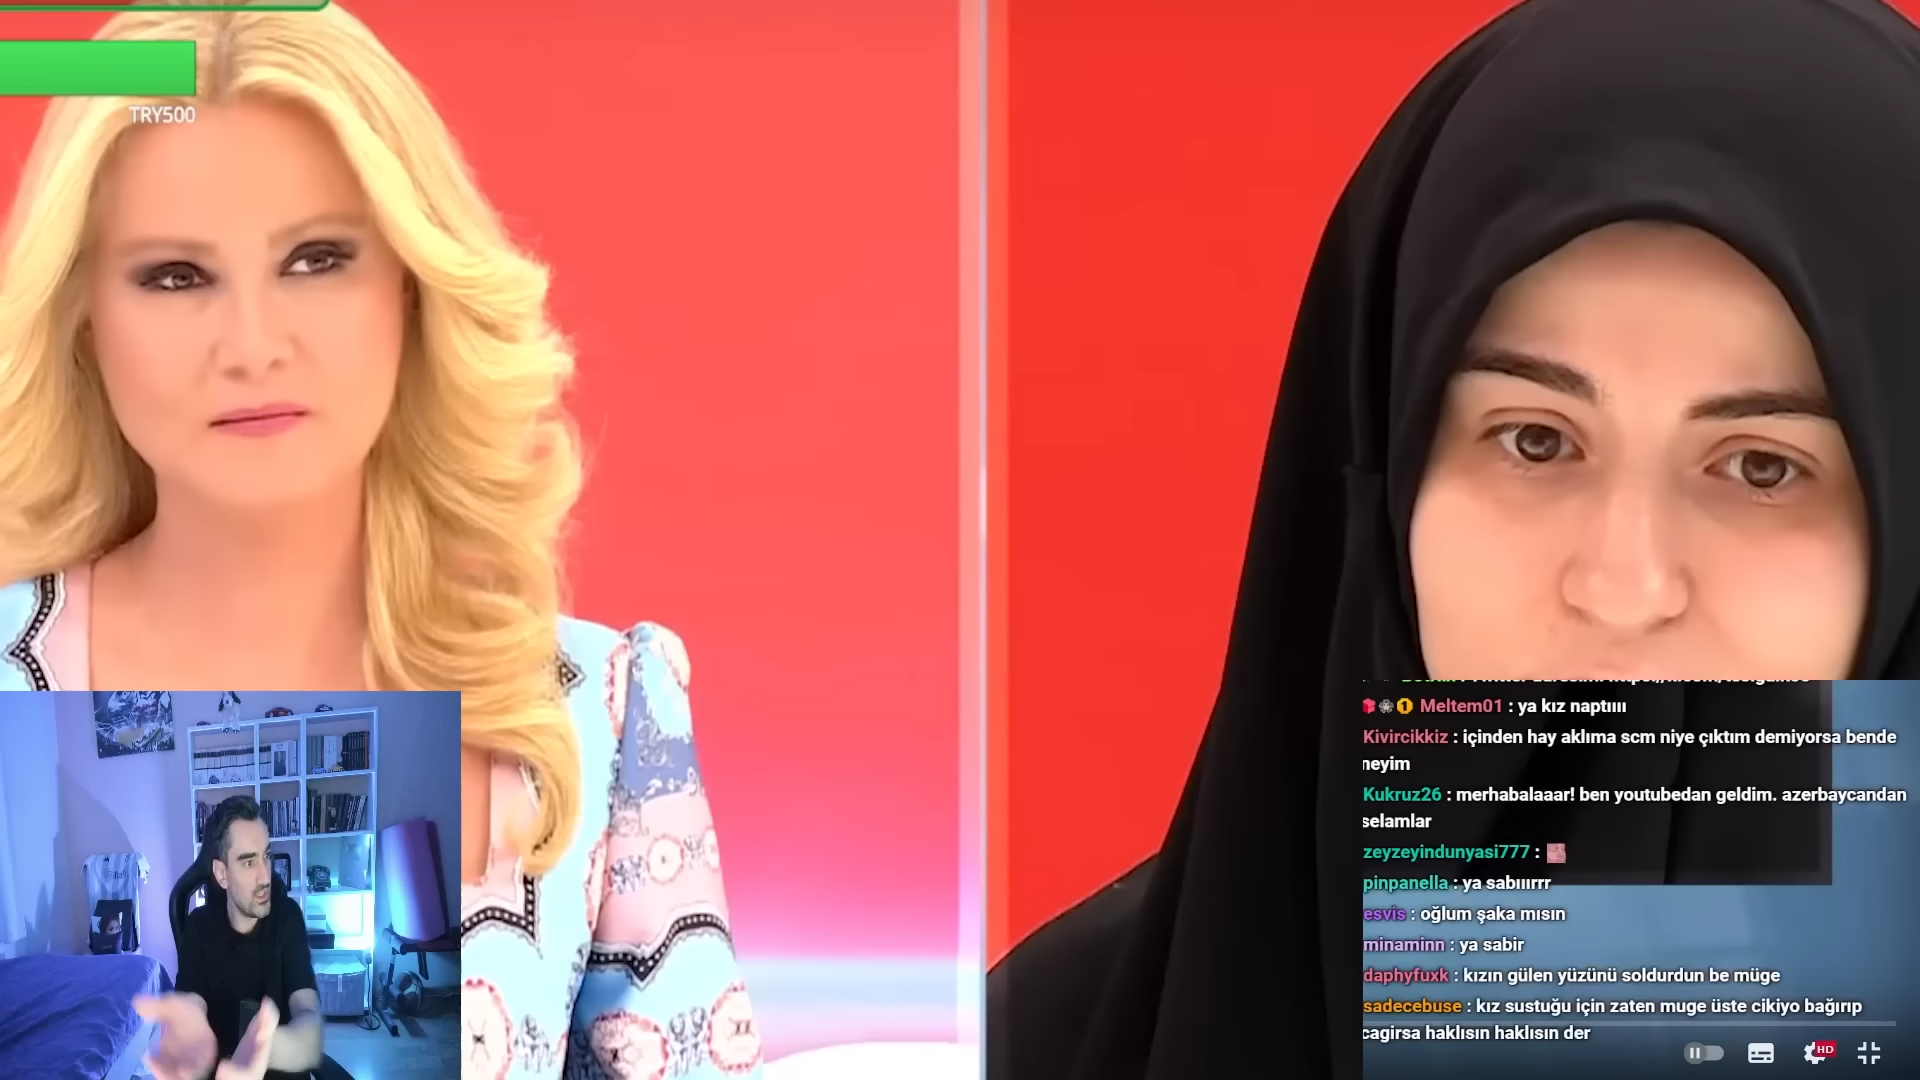 TRY500
Meltem01 : ya kız naptıııı
Kivircikkiz : içinden hay aklıma scm niye çıktım demiyorsa bende
neyim
Kukruz26 : merhabalaaar! ben youtubedan geldim. azerbaycandan
selamlar
zeyzeyindunyasi777 :
pinpanella : ya sabııırrr
esvis : oğlum şaka mısın
minaminn : ya sabir
daphyfuxk : kızın gülen yüzünü soldurdun be müge
sadecebuse : kız sustuğu için zaten muge üste cikiyo bağırıp
cagirsa haklısın haklısın der
HD